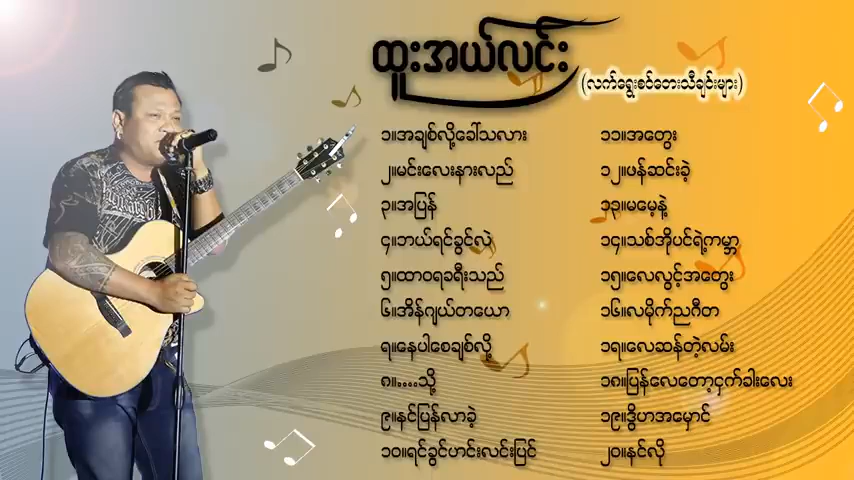 ထူးအယ်လင်း
(လက်ရွေးစင်တေးသီချင်းများ)
၁။အချစ်လို့ခေါ်သလား
၂။မင်းလေးနားလည်
၃။အပြန်
၄။ဘယ်ရင်ခွင်လဲ
၅။ထာဝရခရီးသည်
၆။အိန်ဂျယ်တယော
၇။နေပါစေချစ်လို့
၈။....သို့
၉။နင်ပြန်လာခဲ့
၁၀။ရင်ခွင်ဟင်းလင်းပြင်
၁၁။အတွေး
၁၂။ဖန်ဆင်းခဲ့
၁၃။မမေ့နဲ့
၁၄။သစ်အိုပင်ရဲ့ကမ္ဘာ
၁၅။လေလွင့်အတွေး
၁၆။လမိုက်ညဂီတ
၁၇။လေဆန်တဲ့လမ်း
၁၈။ပြန်လေတော့ငှက်ခါးလေး
၁၉။ဒွိဟအမှောင်
၂၀။နင်လို